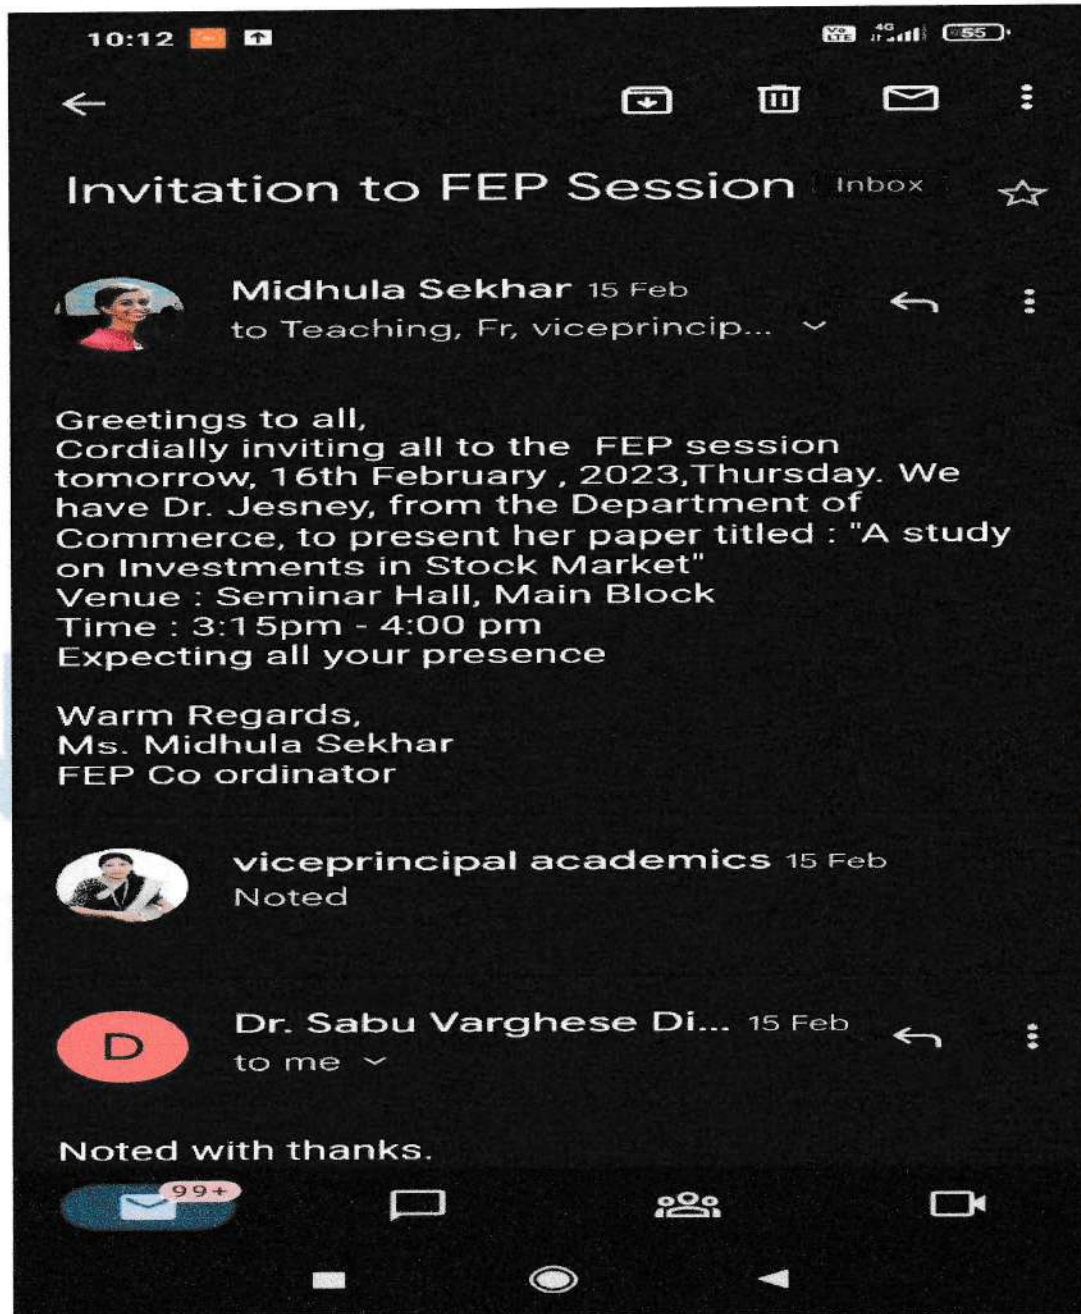 10:12
Vo LTE 4G 55
Invitation to FEP Session Inbox
Midhula Sekhar 15 Feb
to Teaching, Fr, viceprincip...
Greetings to all,
Cordially inviting all to the FEP session
tomorrow, 16th February , 2023,Thursday. We
have Dr. Jesney, from the Department of
Commerce, to present her paper titled : "A study
on Investments in Stock Market"
Venue : Seminar Hall, Main Block
Time : 3:15pm - 4:00 pm
Expecting all your presence
Warm Regards,
Ms. Midhula Sekhar
FEP Co ordinator
viceprincipal academics 15 Feb
Noted
D
Dr. Sabu Varghese Di... 15 Feb
to me
Noted with thanks.
99+